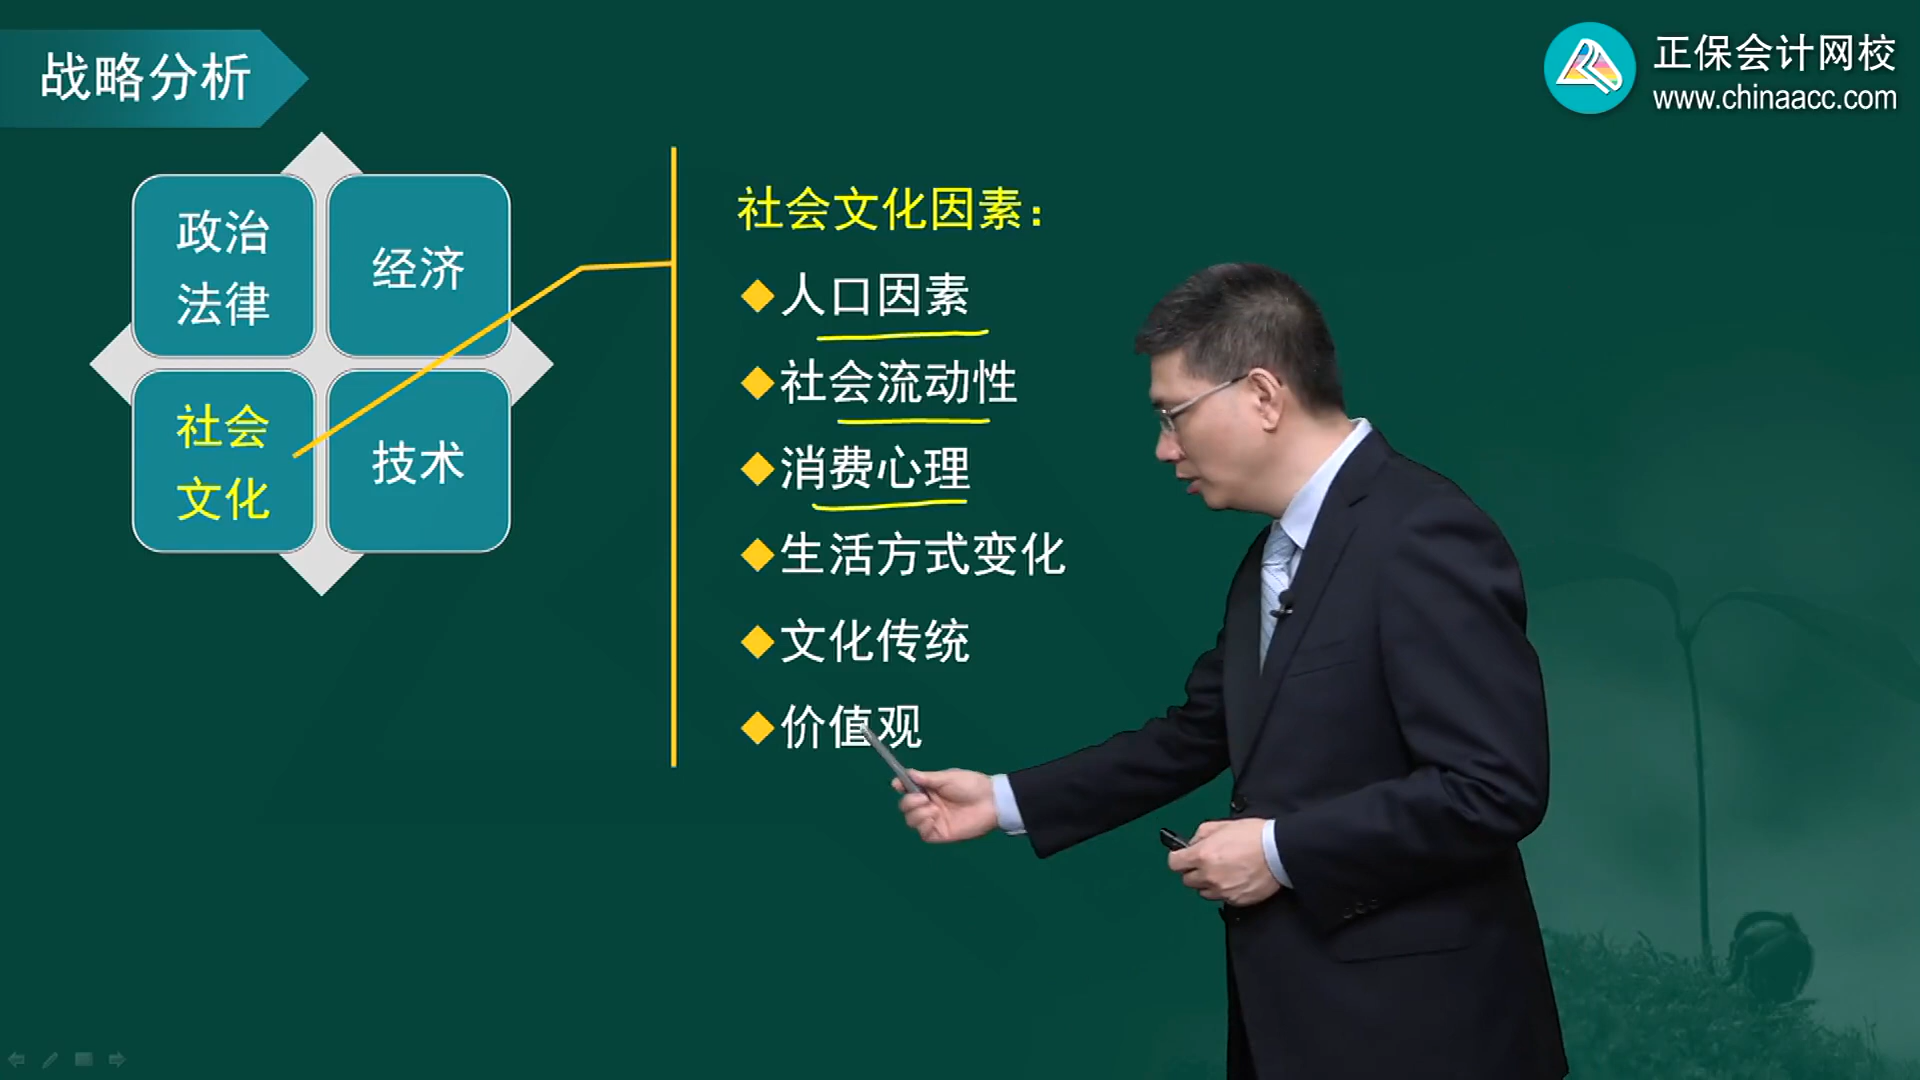 战略分析
正保会计网校
www.chinaacc.com
政治
法律
经济
社会
文化
技术
社会文化因素：
人口因素
社会流动性
消费心理
生活方式变化
文化传统
价值观